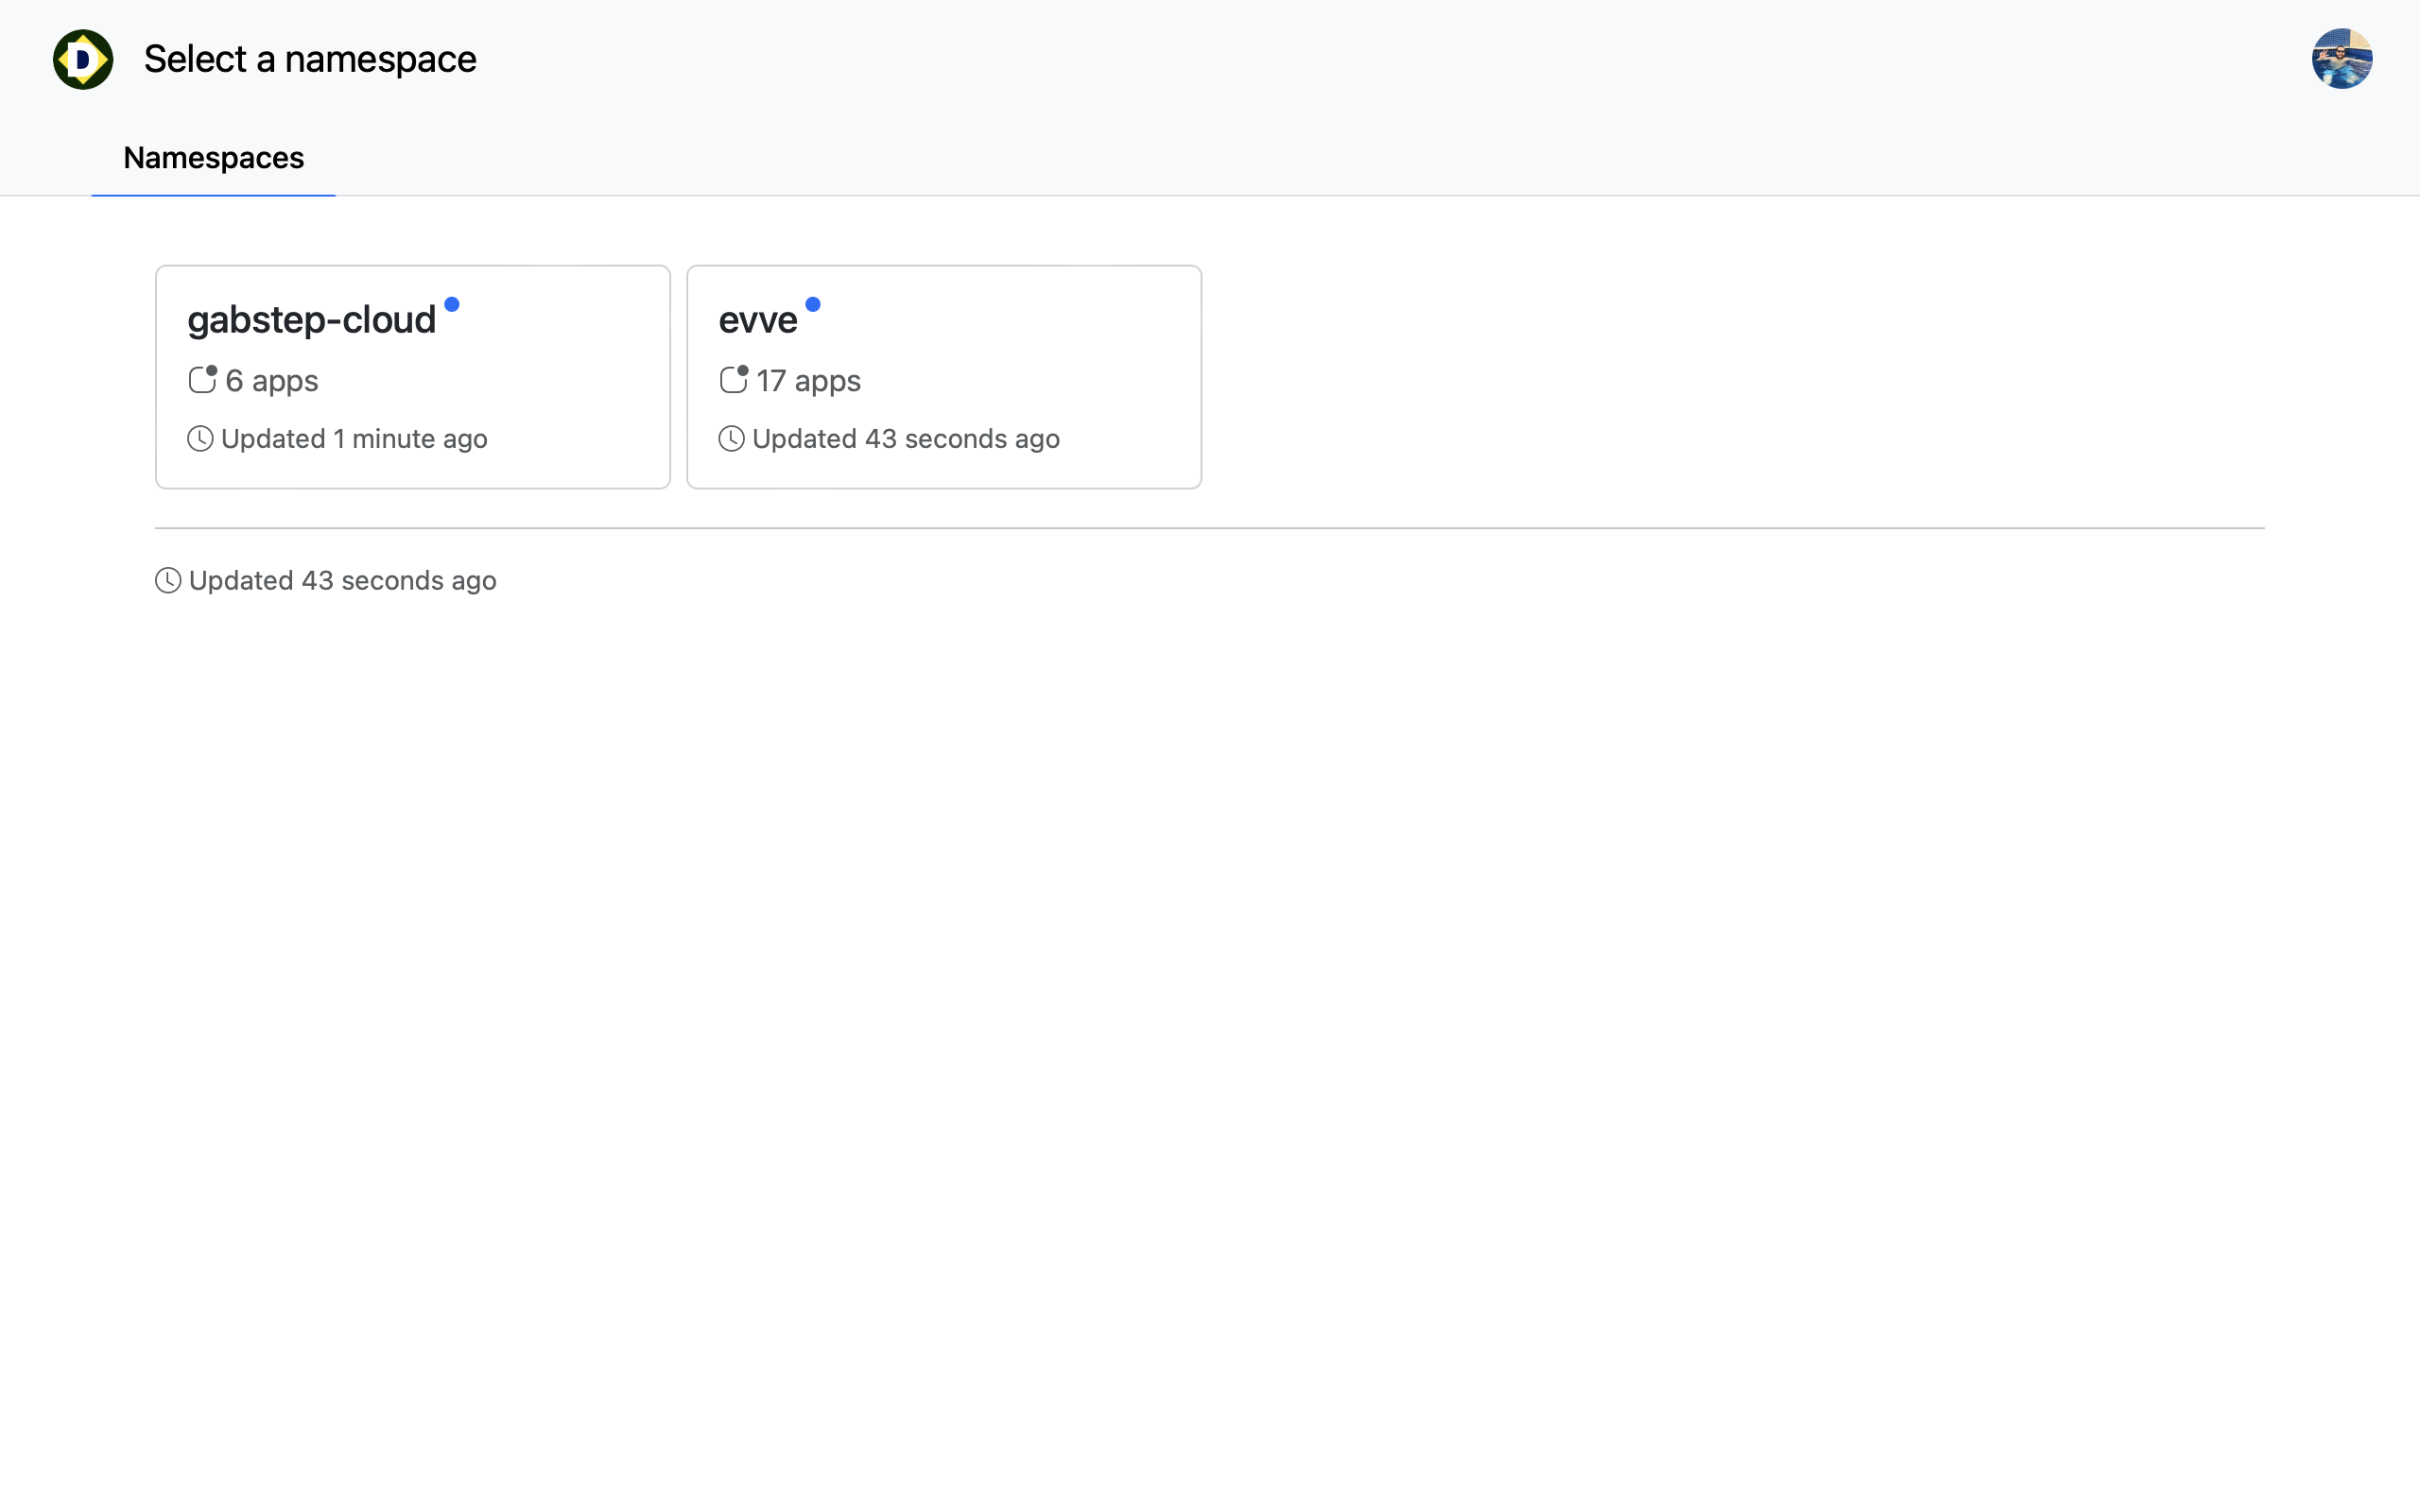 D
Select a namespace
Namespaces
gabstep-cloud
6 apps
Updated 1 minute ago
evve
17 apps
Updated 43 seconds ago
Updated 43 seconds ago